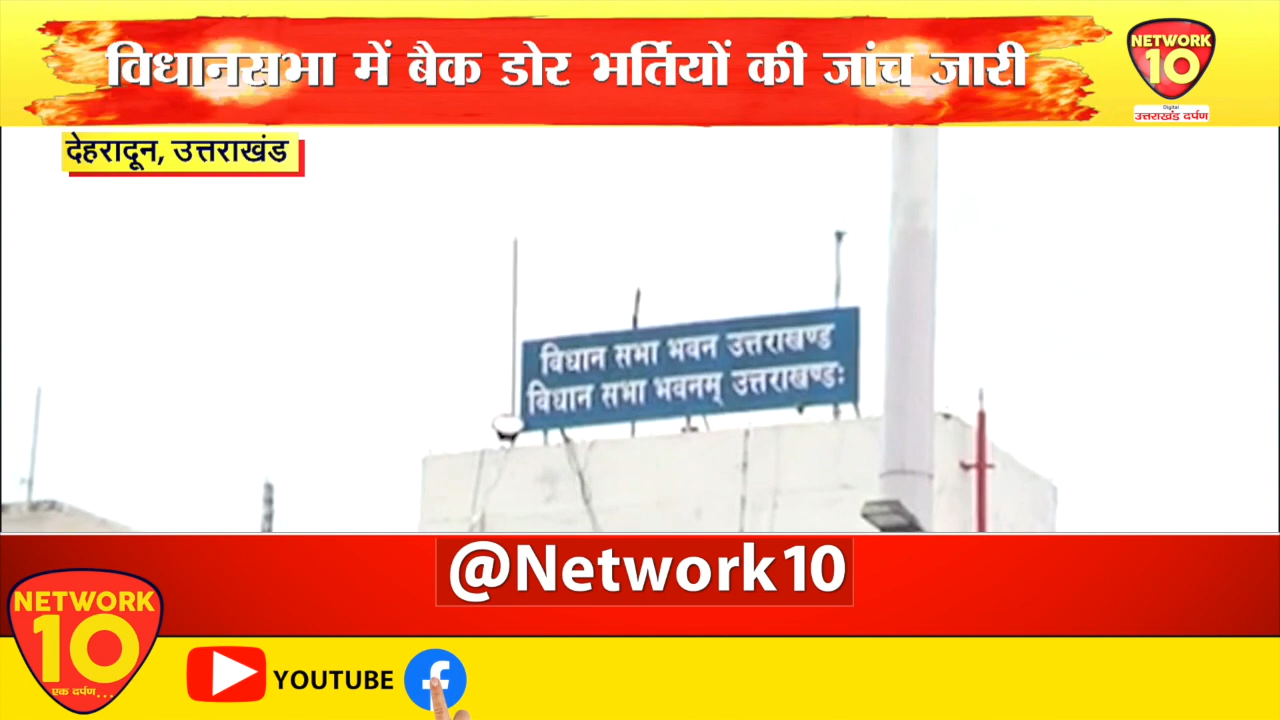 विधानसभा में बैक डोर भर्तियों की जांच जारी
NETWORK
10
Digital
उत्तराखंड दर्पण
देहरादून, उत्तराखंड
विधान सभा भवन उत्तराखण्ड
विधान सभा भवनम् उत्तराखण्डः
@Network10
NETWORK
10
एक दर्पण...
YOUTUBE
f